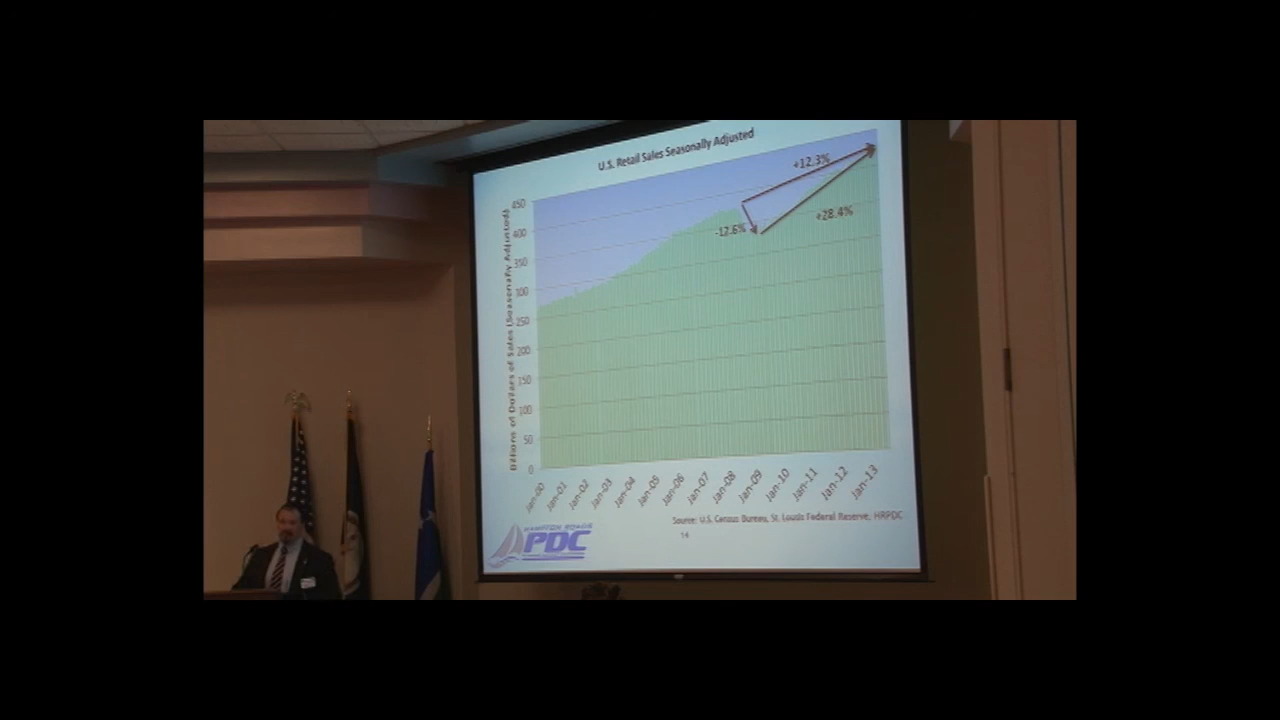 U.S. Retail Sales Seasonally Adjusted
Billions of Dollars of Sales (Seasonally Adjusted)
450
400
350
300
250
200
150
100
50
0
+12.3%
-12.6%
+28.4%
Jan-00
Jan-01
Jan-02
Jan-03
Jan-04
Jan-05
Jan-06
Jan-07
Jan-08
Jan-09
Jan-10
Jan-11
Jan-12
Jan-13
Source: U.S. Census Bureau, St. Louis Federal Reserve, HRPDC
HAMPTON ROADS
PDC
14